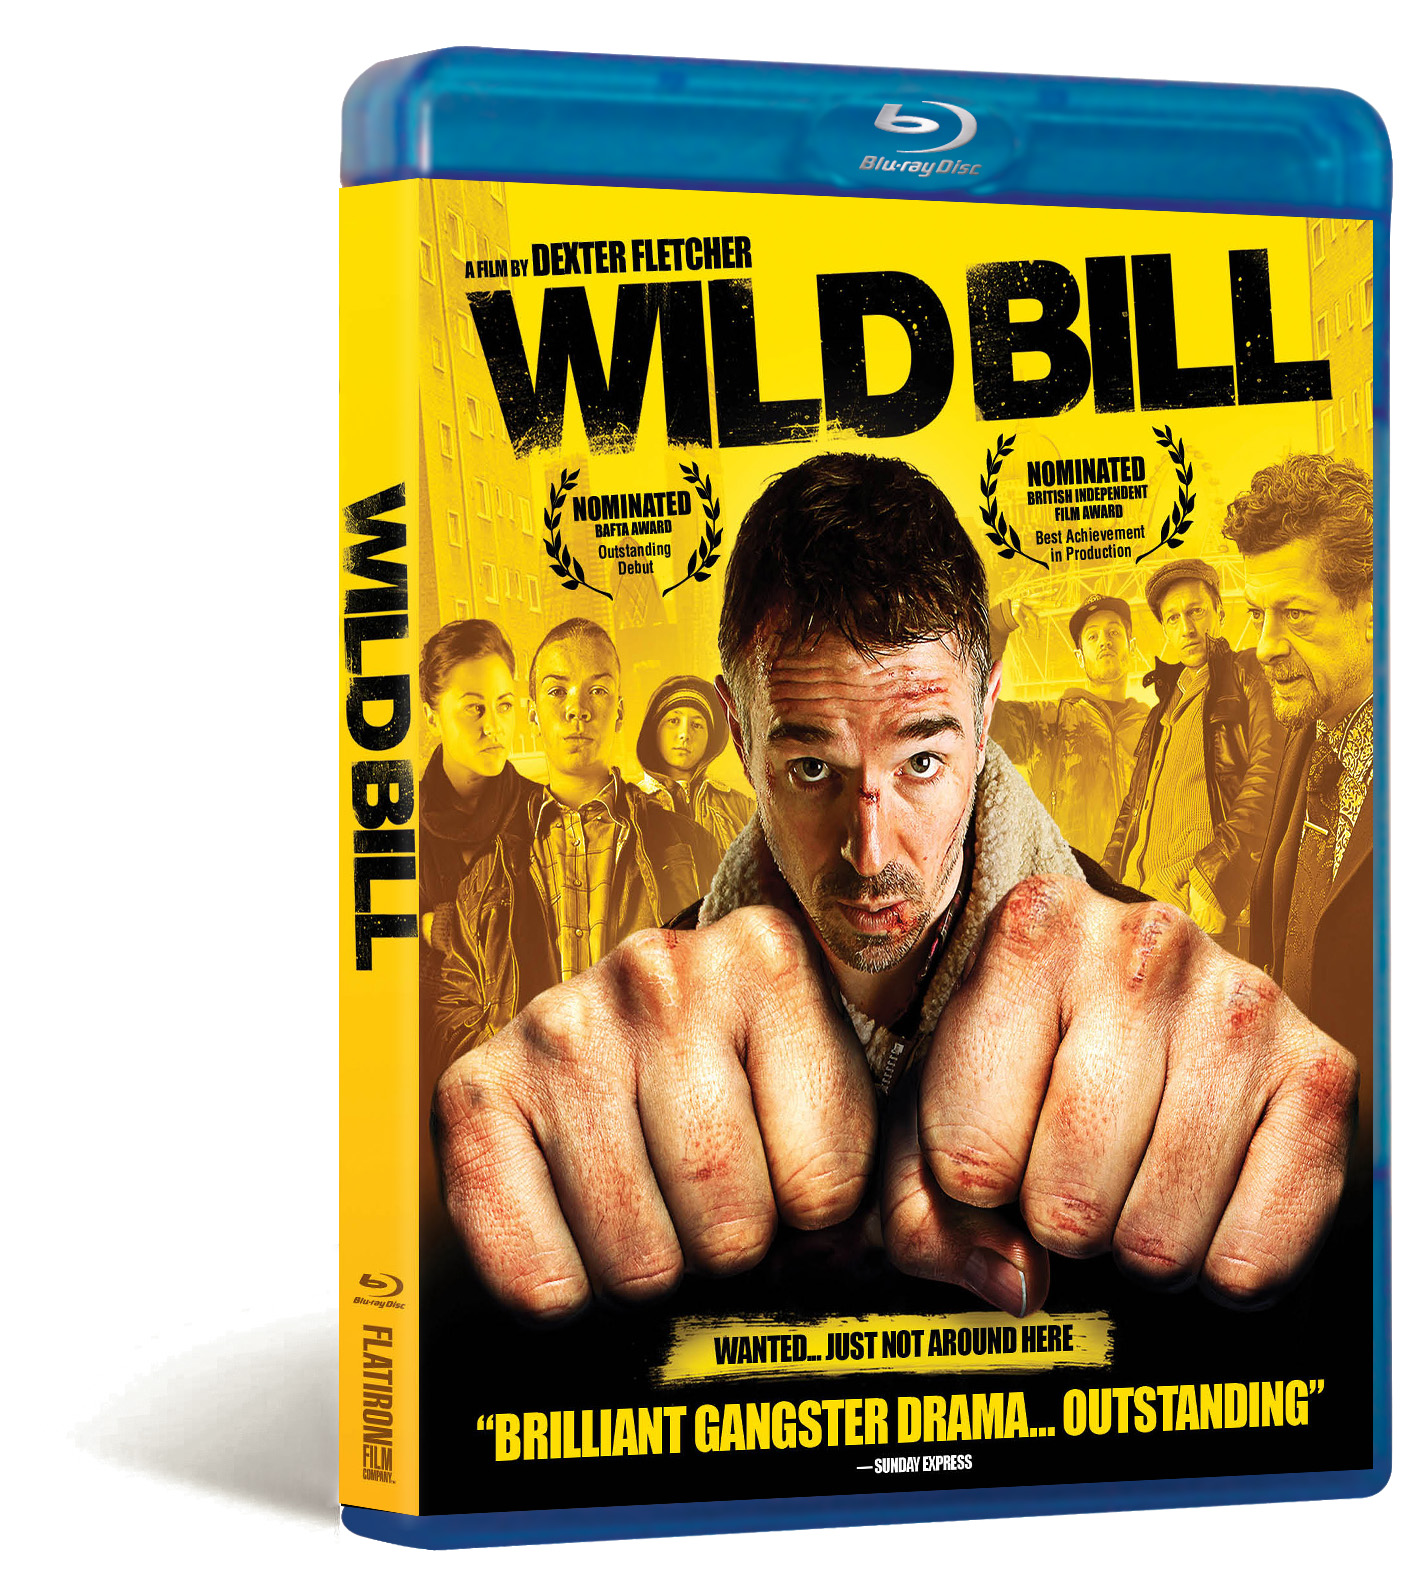 Blu-ray Disc
A FILM BY DEXTER FLETCHER
WILD BILL
NOMINATED
BAFTA AWARD
Outstanding
Debut
NOMINATED
BRITISH INDEPENDENT
FILM AWARD
Best Achievement
in Production
WANTED... JUST NOT AROUND HERE
“BRILLIANT GANGSTER DRAMA... OUTSTANDING”
—SUNDAY EXPRESS
WILD BILL
Blu-ray Disc
FLATIRON
FILM
COMPANY™